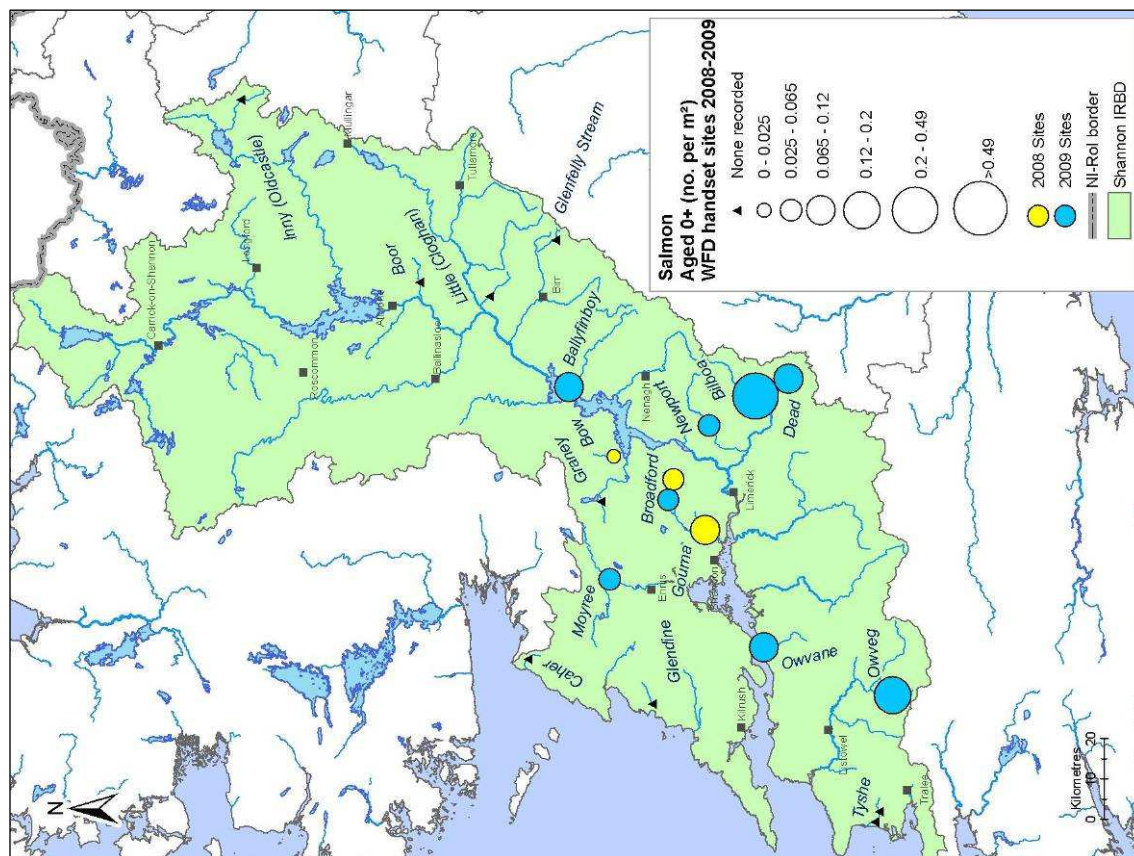 N
Carrick-on-Shannon
Longford
Inny (Oldcastle)
Mullingar
Roscommon
Athlone
Boor
Little (Cloghan)
Tullamore
Ballinasloe
Glenfelly Stream
Birr
Ballyfinboy
Bow
Graney
Nenagh
Newport
Bilboa
Broadford
Dead
Limerick
Gourna
Shannon
Moyree
Ennis
Caher
Glendine
Kilrush
Owvane
Owveg
Listowel
Tyshe
Tralee
0 10 20
Kilometres
Salmon
Aged 0+ (no. per m²)
WFD handset sites 2008-2009
None recorded
0 - 0.025
0.025 - 0.065
0.065 - 0.12
0.12 - 0.2
0.2 - 0.49
>0.49
2008 Sites
2009 Sites
NI-RoI border
Shannon IRBD